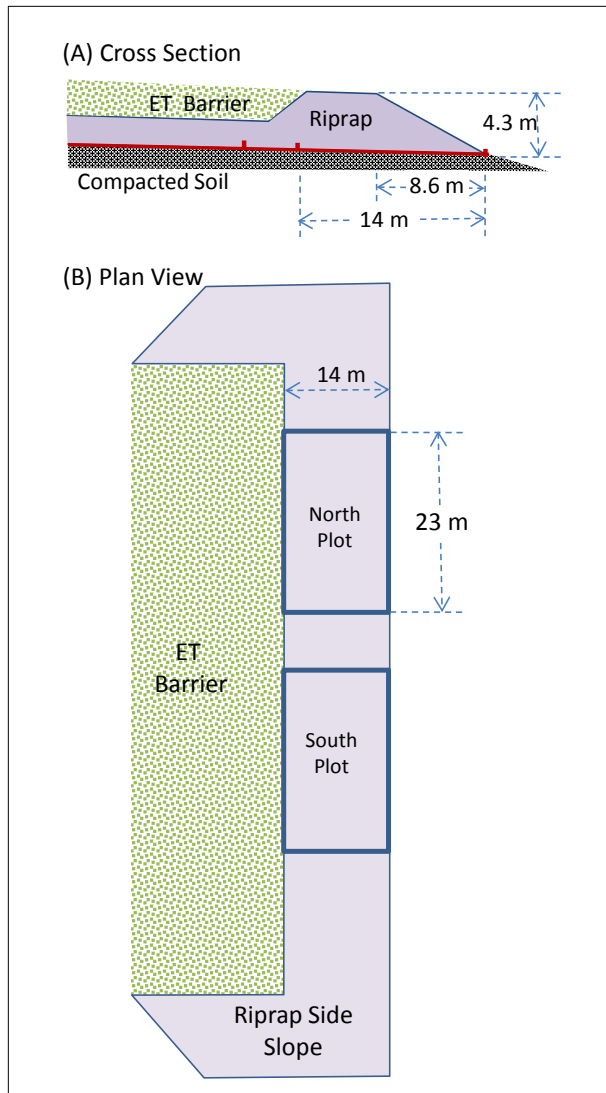 (A) Cross Section
ET Barrier
Riprap
4.3 m
Compacted Soil
8.6 m
14 m
(B) Plan View
14 m
North
Plot
23 m
ET
Barrier
South
Plot
Riprap Side
Slope